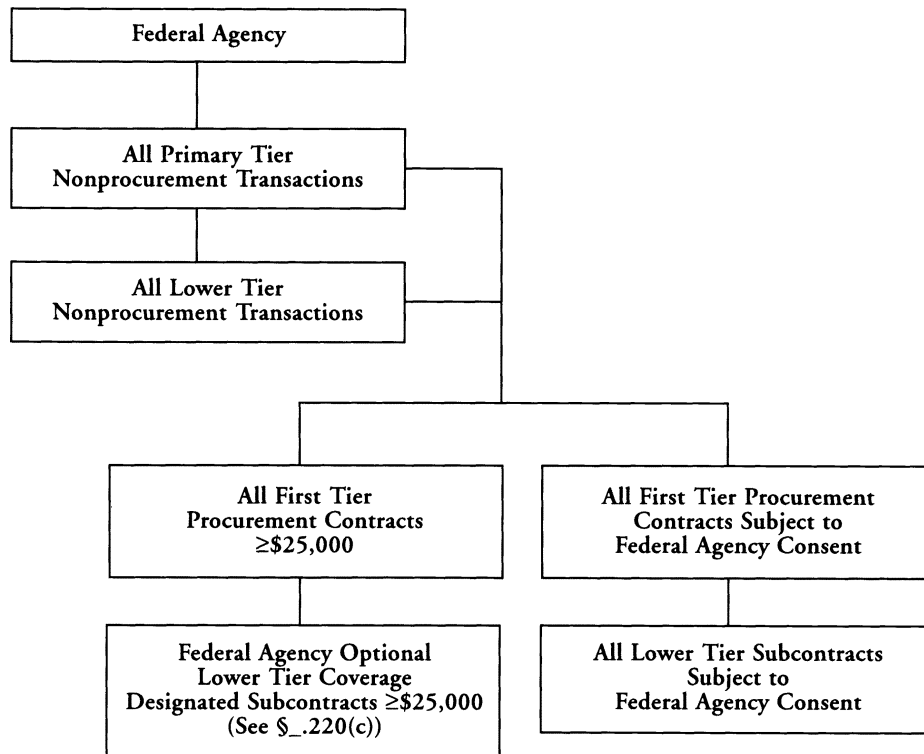 Federal Agency
All Primary Tier
Nonprocurement Transactions
All Lower Tier
Nonprocurement Transactions
All First Tier
Procurement Contracts
≥$25,000
All First Tier Procurement
Contracts Subject to
Federal Agency Consent
Federal Agency Optional
Lower Tier Coverage
Designated Subcontracts ≥$25,000
(See §_.220(c))
All Lower Tier Subcontracts
Subject to
Federal Agency Consent